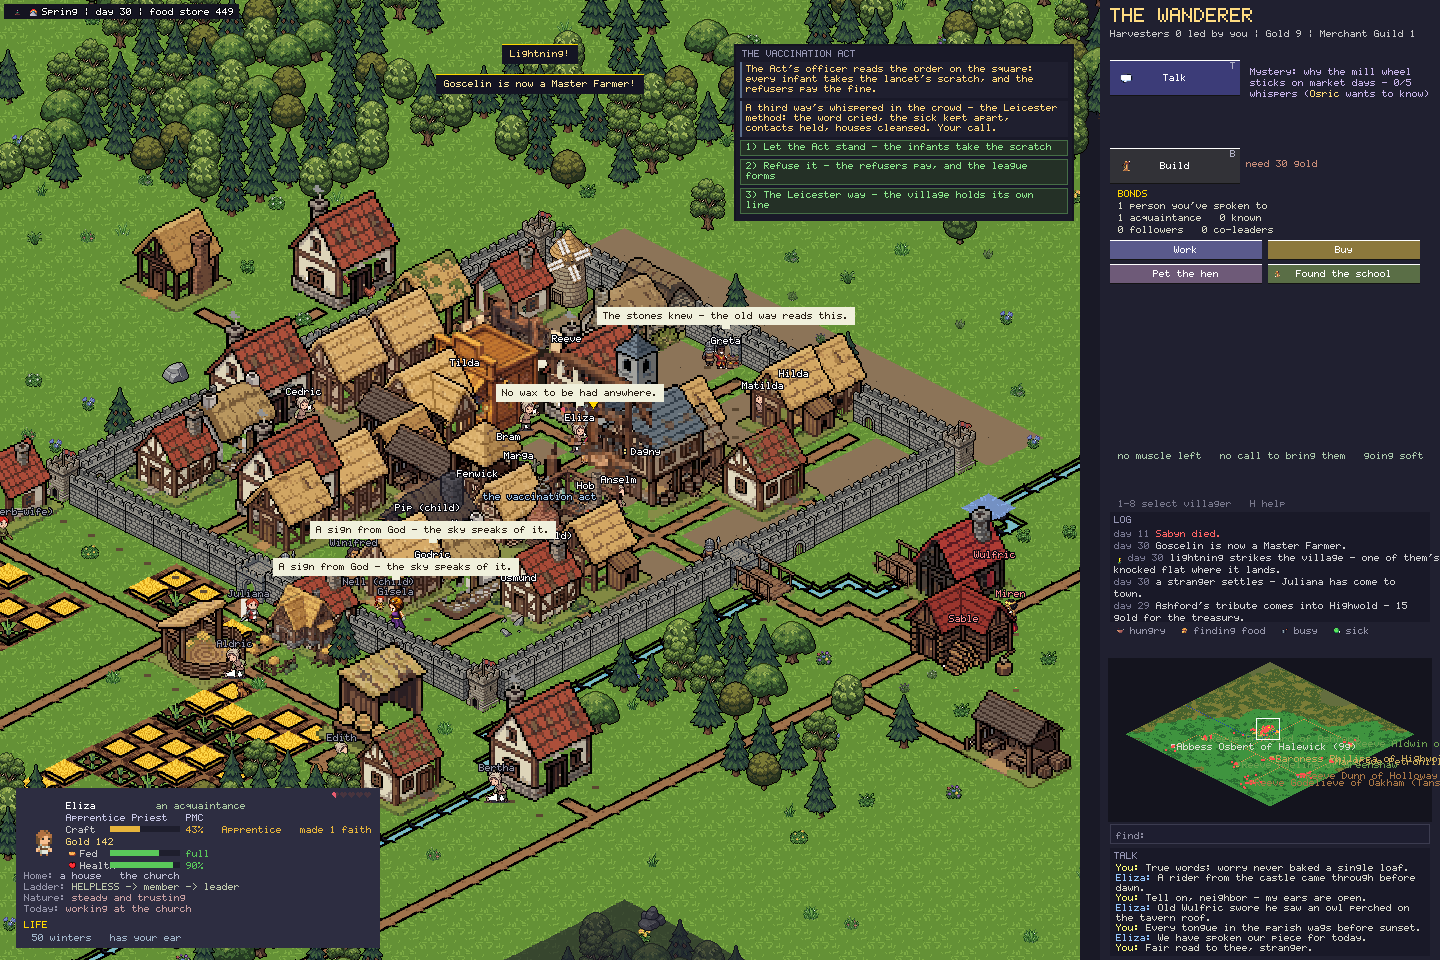 Spring | day 30 | food store 449
Lightning!
Goscelin is now a Master Farmer!
THE VACCINATION ACT
The Act's officer reads the order on the square:
every infant takes the lancet's scratch, and the
refusers pay the fine.
A third way's whispered in the crowd - the Leicester
method: the word cried, the sick kept apart,
contacts held, houses cleansed. Your call.
1) Let the Act stand - the infants take the scratch
2) Refuse it - the refusers pay, and the league
forms
3) The Leicester way - the village holds its own
line
The stones knew - the old way reads this.
Reeve
Greta
Tilda
Hilda
Matilda
Cedric
No wax to be had anywhere.
Eliza
Bram
Marga
Dagny
Fenwick
Anselm
Hob
the vaccination act
Pip (child)
A sign from God - the sky speaks of it.
Winifred
Godric
A sign from God - the sky speaks of it.
Osmund
Nell (child)
Gisela
Juliana
Aldric
Edith
Bertha
Wulfric
Miren
Sable
Eliza
an acquaintance
Apprentice Priest PMC
Craft 43% Apprentice made 1 faith
Gold 142
Fed full
Health 90%
Home: a house the church
Ladder: HELPLESS -> member -> leader
Nature: steady and trusting
Today: working at the church
LIFE
50 winters has your ear
THE WANDERER
Harvesters 0 led by you | Gold 9 | Merchant Guild 1
Talk
T
Mystery: why the mill wheel
sticks on market days - 0/5
whispers (Osric wants to know)
Build
B
need 30 gold
BONDS
1 person you've spoken to
1 acquaintance 0 known
0 followers 0 co-leaders
Work
Buy
Pet the hen
Found the school
no muscle left no call to bring them going soft
1-8 select villager H help
LOG
day 11 Sabyn died.
day 30 Goscelin is now a Master Farmer.
day 30 lightning strikes the village - one of them's
knocked flat where it lands.
day 30 a stranger settles - Juliana has come to
town.
day 29 Ashford's tribute comes into Highwold - 15
gold for the treasury.
hungry finding food busy sick
Abbess Osbert of Halewick (99)
Baroness Philippa of Highwo
Reeve Dunn of Holloway
find:
TALK
You: True words: worry never baked a single loaf.
Eliza: A rider from the castle came through before
dawn.
You: Tell on, neighbor - my ears are open.
Eliza: Old Wulfric swore he saw an owl perched on
the tavern roof.
You: Every tongue in the parish wags before sunset.
Eliza: We have spoken our piece for today.
You: Fair road to thee, stranger.